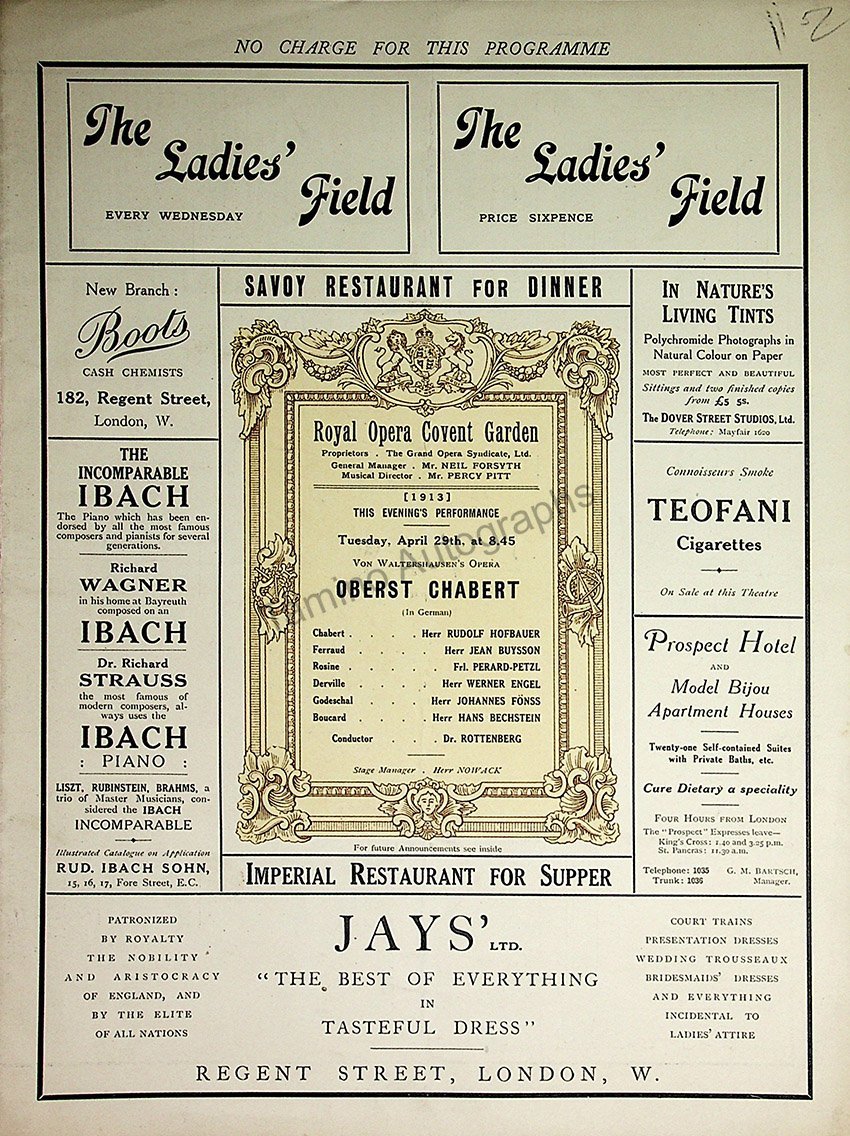 NO CHARGE FOR THIS PROGRAMME
The
Ladies'
Field
EVERY WEDNESDAY
The
Ladies'
Field
PRICE SIXPENCE
New Branch :
Boots
CASH CHEMISTS
182, Regent Street,
London, W.
THE
INCOMPARABLE
IBACH
The Piano which has been en-
dorsed by all the most famous
composers and pianists for several
generations.
Richard
WAGNER
in his home at Bayreuth
composed on an
IBACH
Dr. Richard
STRAUSS
the most famous of
modern composers, al-
ways uses the
IBACH
: PIANO :
LISZT, RUBINSTEIN, BRAHMS, a
trio of Master Musicians, con-
sidered the IBACH
INCOMPARABLE
Illustrated Catalogue on Application
RUD. IBACH SOHN,
15, 16, 17, Fore Street, E.C.
SAVOY RESTAURANT FOR DINNER
Royal Opera Covent Garden
Proprietors . The Grand Opera Syndicate, Ltd.
General Manager . Mr. NEIL FORSYTH
Musical Director . Mr. PERCY PITT
[1913]
THIS EVENING'S PERFORMANCE
Tuesday, April 29th, at 8.45
VON WALTERSHAUSEN'S OPERA
OBERST CHABERT
(In German)
Chabert . . . . Herr RUDOLF HOFBAUER
Ferraud . . . . Herr JEAN BUYSSON
Rosine . . . . . Frl. PERARD-PETZL
Derville . . . . . Herr WERNER ENGEL
Godeschal . . . . Herr JOHANNES FÖNSS
Boucard . . . . Herr HANS BECHSTEIN
Conductor . . . Dr. ROTTENBERG
Stage Manager . Herr NOWACK
For future Announcements see inside
IMPERIAL RESTAURANT FOR SUPPER
IN NATURE'S
LIVING TINTS
Polychromide Photographs in
Natural Colour on Paper
MOST PERFECT AND BEAUTIFUL
Sittings and two finished copies
from £5 5s.
The DOVER STREET STUDIOS, Ltd.
Telephone: Mayfair 1620
Connoisseurs Smoke
TEOFANI
Cigarettes
On Sale at this Theatre
Prospect Hotel
AND
Model Bijou
Apartment Houses
Twenty-one Self-contained Suites
with Private Baths, etc.
Cure Dietary a speciality
FOUR HOURS FROM LONDON
The "Prospect" Expresses leave—
King's Cross: 1.40 and 3.25 p.m.
St. Pancras: 11.30 a.m.
Telephone: 1035 G. M. BARTSCH,
Trunk: 1036 Manager.
PATRONIZED
BY ROYALTY
THE NOBILITY
AND ARISTOCRACY
OF ENGLAND, AND
BY THE ELITE
OF ALL NATIONS
JAYS' LTD.
"THE BEST OF EVERYTHING
IN
TASTEFUL DRESS"
COURT TRAINS
PRESENTATION DRESSES
WEDDING TROUSSEAUX
BRIDESMAIDS' DRESSES
AND EVERYTHING
INCIDENTAL TO
LADIES' ATTIRE
REGENT STREET, LONDON, W.
Tamino Autographs